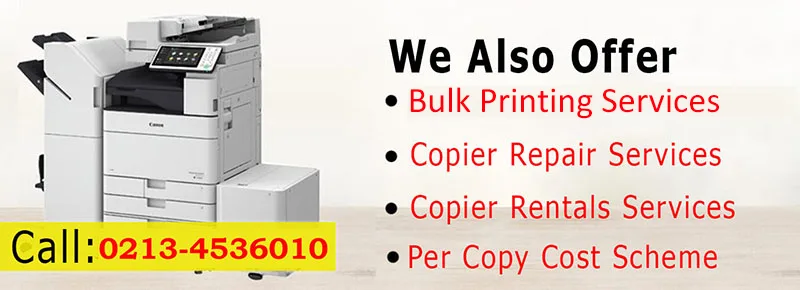 We Also Offer
• Bulk Printing Services
• Copier Repair Services
• Copier Rentals Services
• Per Copy Cost Scheme
Canon
Call:0213-4536010